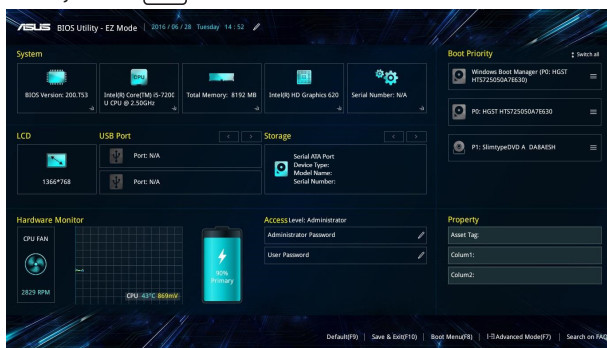 ASUS BIOS Utility - EZ Mode 2016 / 06 / 28 Tuesday 14 : 52
System
BIOS Version: 200.T53
Intel(R) Core(TM) i5-7200
U CPU @ 2.50GHz
Total Memory: 8192 MB
Intel(R) HD Graphics 620
Serial Number: N/A
CPU
Boot Priority
Switch all
Windows Boot Manager (P0: HGST
HTS725050A7E630)
P0: HGST HTS725050A7E630
P1: SlimtypeDVD A DA8AESH
LCD
1366*768
USB Port
Port: N/A
Port: N/A
Storage
Serial ATA Port
Device Type:
Model Name:
Serial Number:
Hardware Monitor
CPU FAN
2829 RPM
CPU 43°C 869mV
90%
Primary
Access Level: Administrator
Administrator Password
User Password
Property
Asset Tag:
Colum1:
Colum2:
Default(F9) | Save & Exit(F10) | Boot Menu(F8) | Advanced Mode(F7) | Search on FAQ